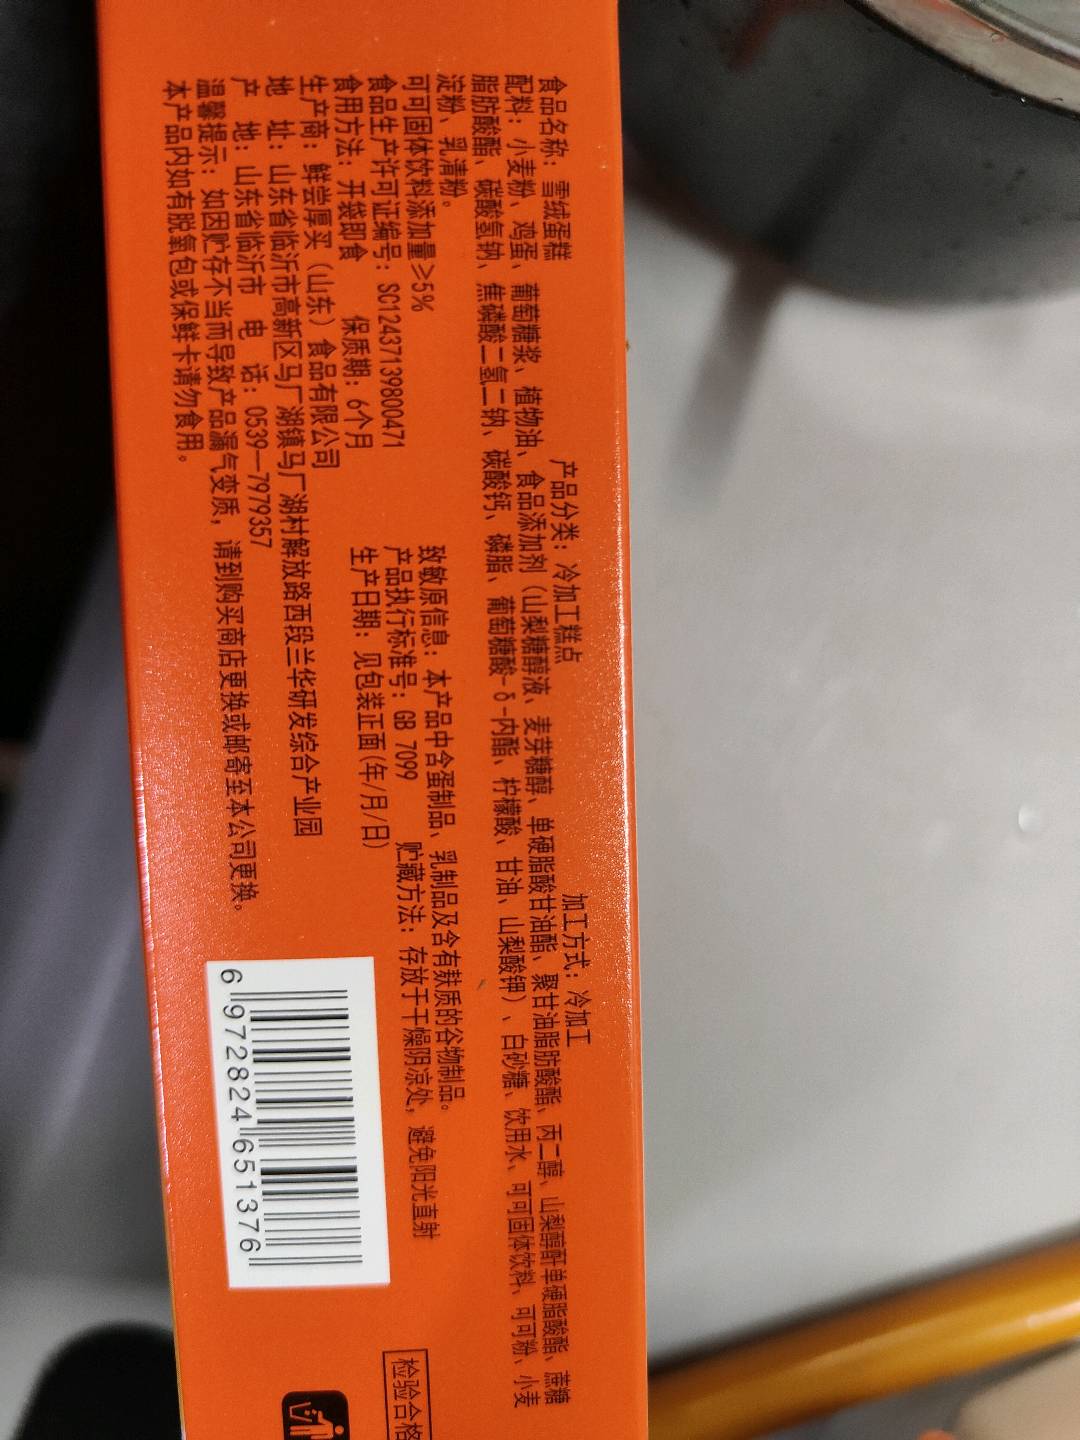 食品名称：雪绒蛋糕 产品分类：冷加工糕点 加工方式：冷加工
配料：小麦粉、鸡蛋、葡萄糖浆、植物油、食品添加剂（山梨糖醇液、麦芽糖醇、单硬脂酸甘油酯、聚甘油脂肪酸酯、丙二醇、山梨醇酐单硬脂酸酯、蔗糖
脂肪酸酯、碳酸氢钠、焦磷酸二氢二钠、碳酸钙、磷脂、葡萄糖酸-δ-内酯、柠檬酸、甘油、山梨酸钾）、白砂糖、饮用水、可可固体饮料、可可粉、小麦
淀粉、乳清粉。
可可固体饮料添加量≥5% 致敏原信息：本产品中含蛋制品、乳制品及含有麸质的谷物制品。
食品生产许可证编号：SC12437139800471 产品执行标准号：GB 7099 贮藏方法：存放于干燥阴凉处，避免阳光直射
食用方法：开袋即食 保质期：6个月 生产日期：见包装正面(年/月/日)
生产商：鲜尝厚买（山东）食品有限公司
地 址：山东省临沂市高新区马厂湖镇马厂湖村解放路西段兰华研发综合产业园
产 地：山东省临沂市 电 话：0539—7979357
温馨提示：如因贮存不当而导致产品漏气变质，请到购买商店更换或邮寄至本公司更换。
本产品内如有脱氧包或保鲜卡请勿食用。
6 972824 651376
检验合格